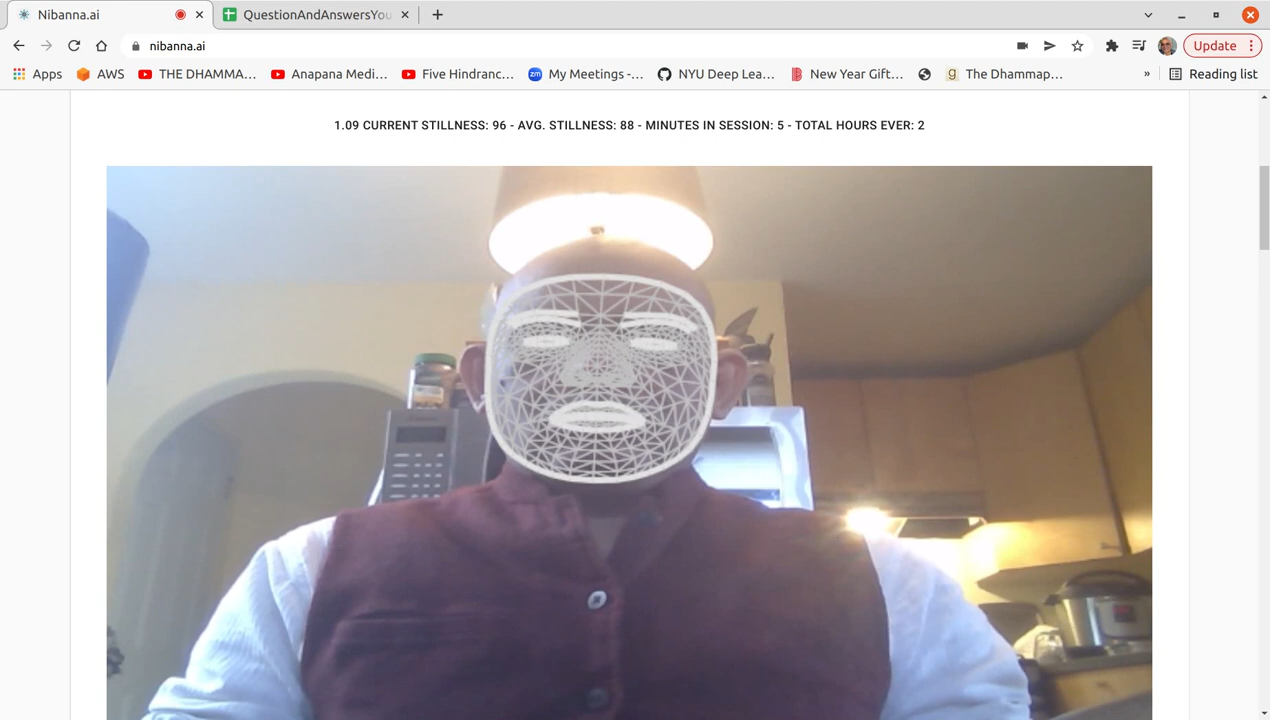 Nibanna.ai
QuestionAndAnswersYou
nibanna.ai
Update
Apps
AWS
THE DHAMMA...
Anapana Medi...
Five Hindranc...
zm My Meetings -...
NYU Deep Lea...
New Year Gift...
g The Dhammap...
»
Reading list
1.09 CURRENT STILLNESS: 96 - AVG. STILLNESS: 88 - MINUTES IN SESSION: 5 - TOTAL HOURS EVER: 2